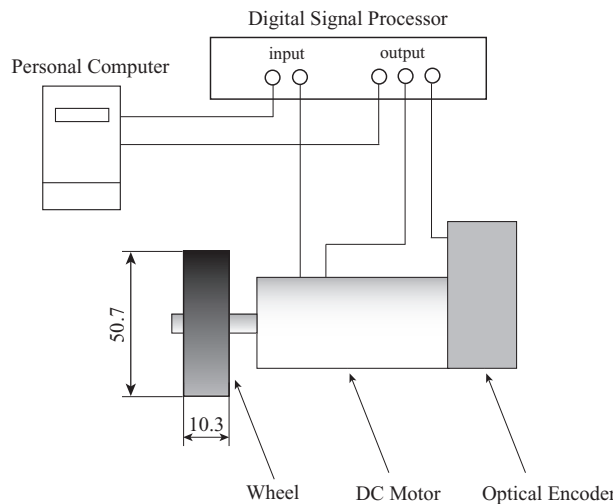 Digital Signal Processor
input
output
Personal Computer
50.7
10.3
Wheel
DC Motor
Optical Encoder